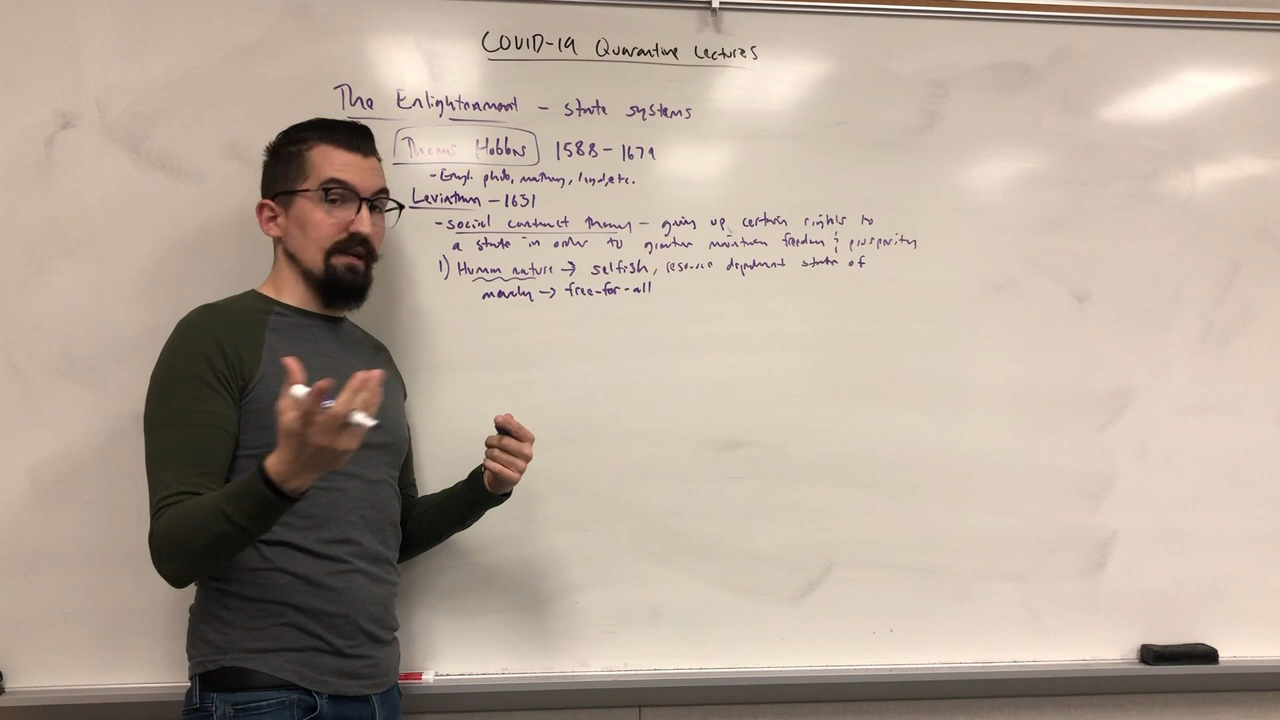 COVID-19 Quarantine Lectures
The Enlightenment - state systems
Thomas Hobbes 1588-1679
- Engl. philo, mathem, etc.
Leviathan - 1631
- Social contract theory - giving up certain rights to
a state in order to greater maintain freedom & prosperity
1) Human nature → selfish, resource dependent state of
→ free-for-all